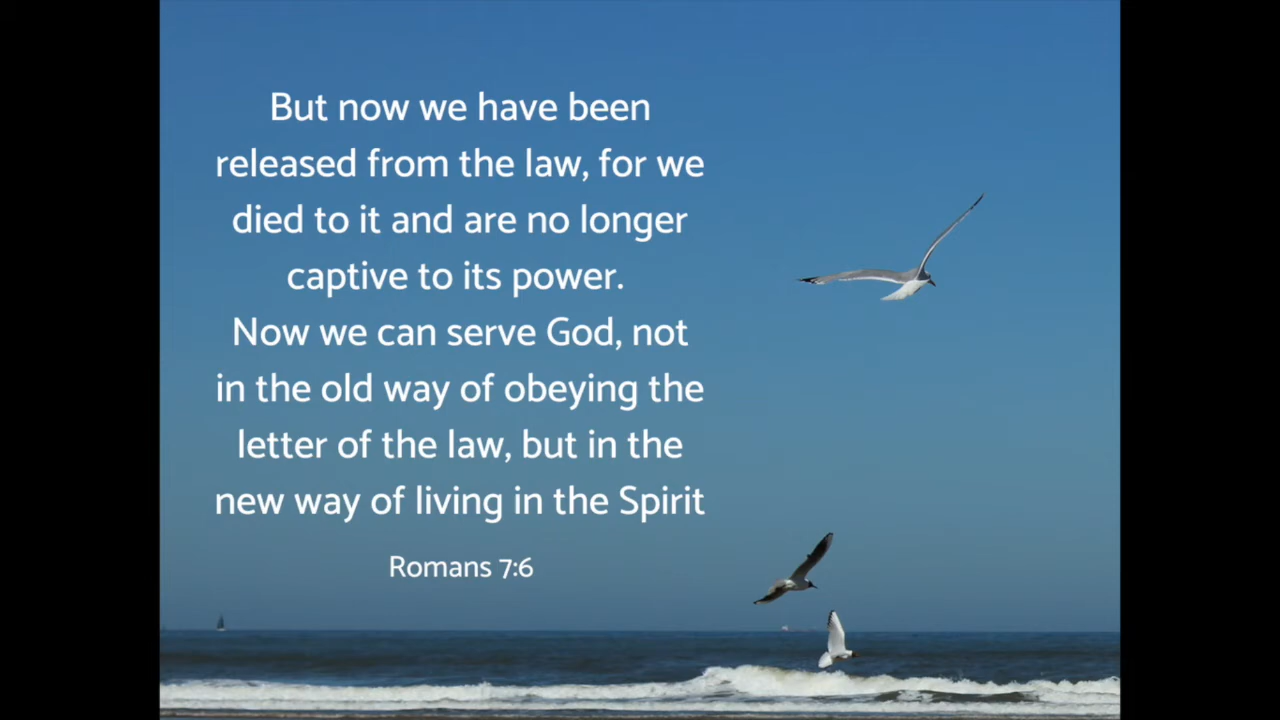 But now we have been
released from the law, for we
died to it and are no longer
captive to its power.
Now we can serve God, not
in the old way of obeying the
letter of the law, but in the
new way of living in the Spirit
Romans 7:6